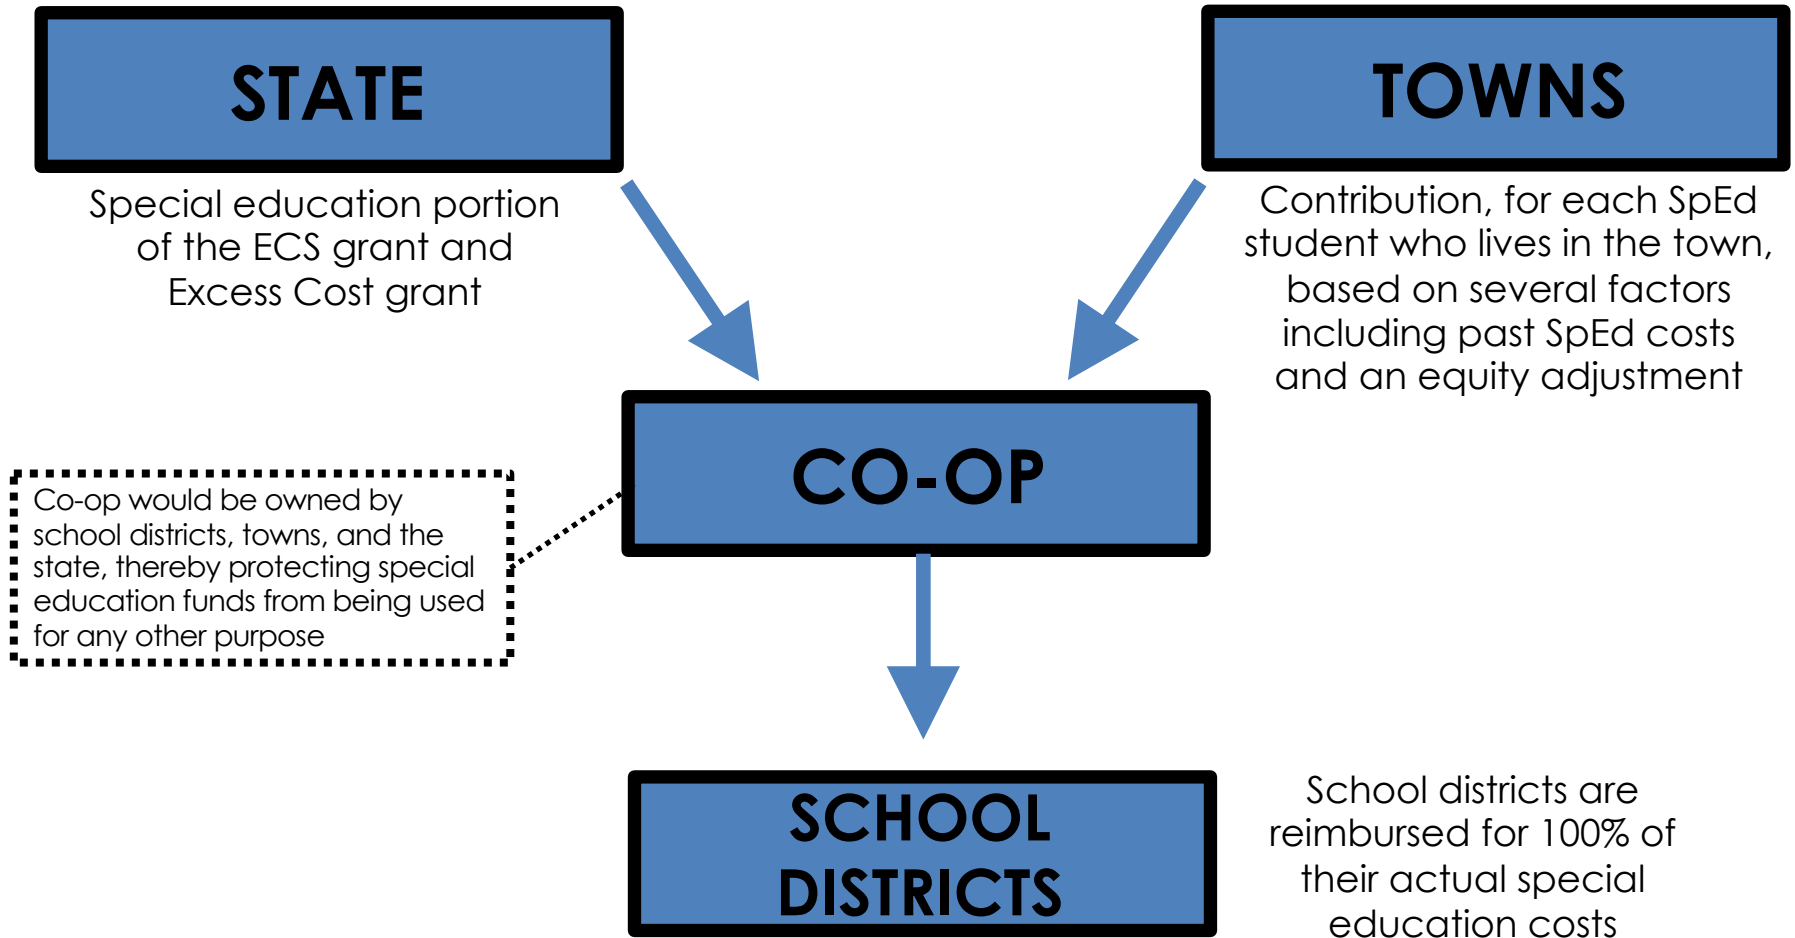 STATE
TOWNS
Special education portion
of the ECS grant and
Excess Cost grant
Contribution, for each SpEd
student who lives in the town,
based on several factors
including past SpEd costs
and an equity adjustment
CO-OP
Co-op would be owned by
school districts, towns, and the
state, thereby protecting special
education funds from being used
for any other purpose
SCHOOL
DISTRICTS
School districts are
reimbursed for 100% of
their actual special
education costs